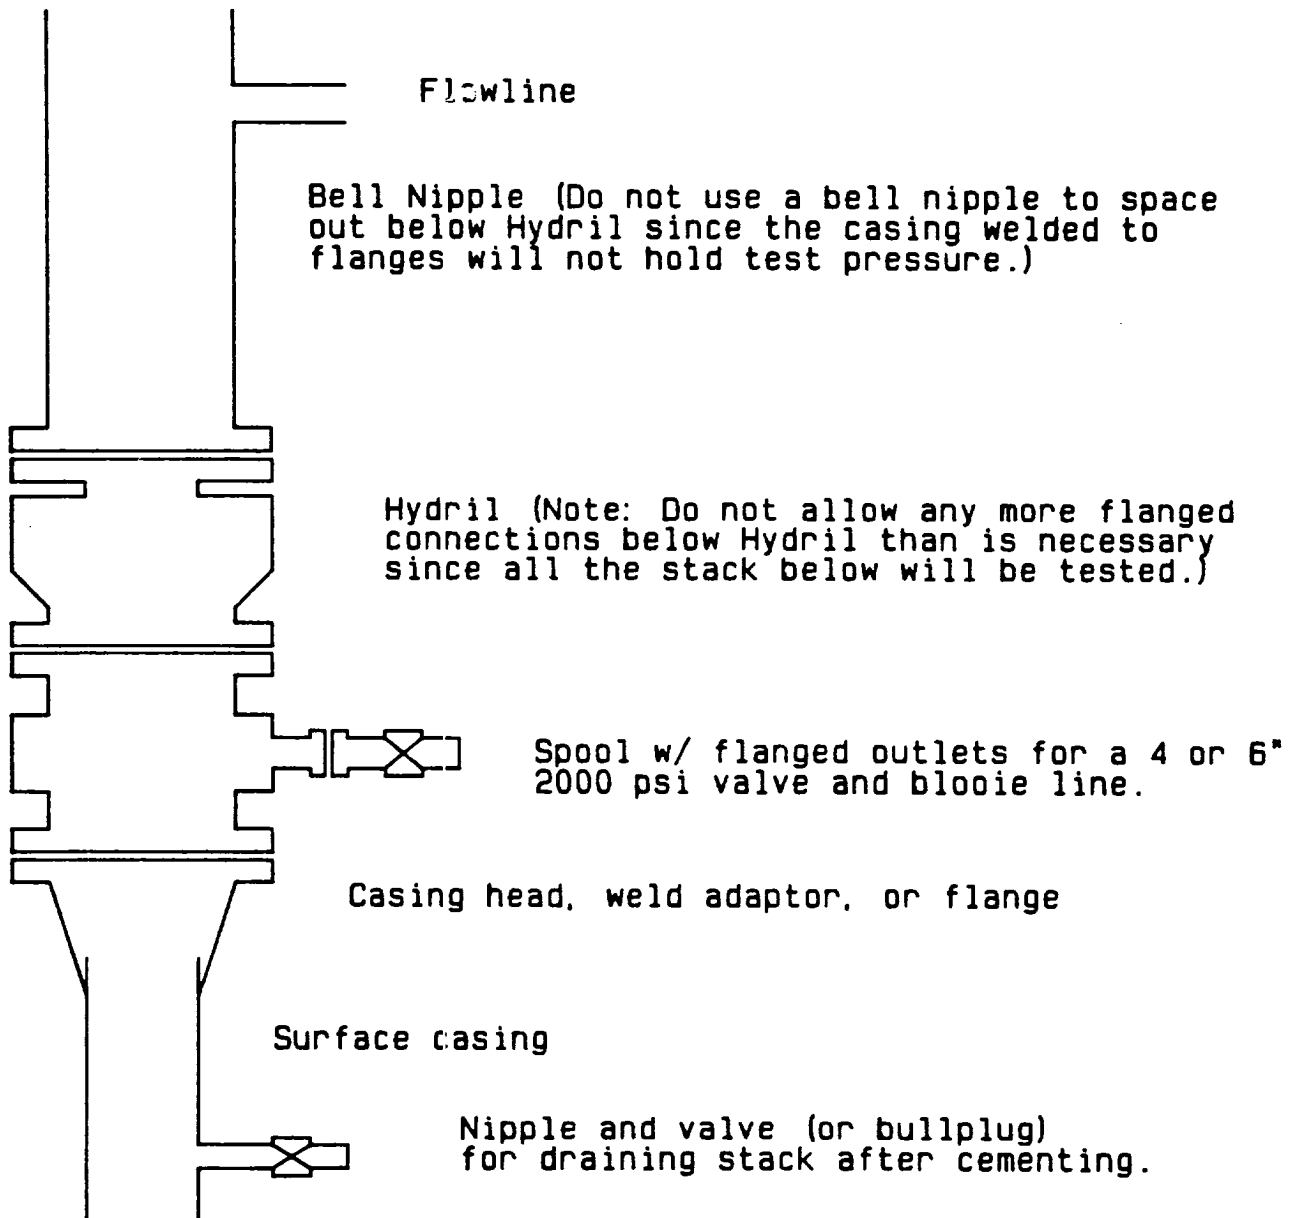 Flowline
Bell Nipple (Do not use a bell nipple to space
out below Hydril since the casing welded to
flanges will not hold test pressure.)
Hydril (Note: Do not allow any more flanged
connections below Hydril than is necessary
since all the stack below will be tested.)
Spool w/ flanged outlets for a 4 or 6"
2000 psi valve and blooie line.
Casing head, weld adaptor, or flange
Surface casing
Nipple and valve (or bullplug)
for draining stack after cementing.